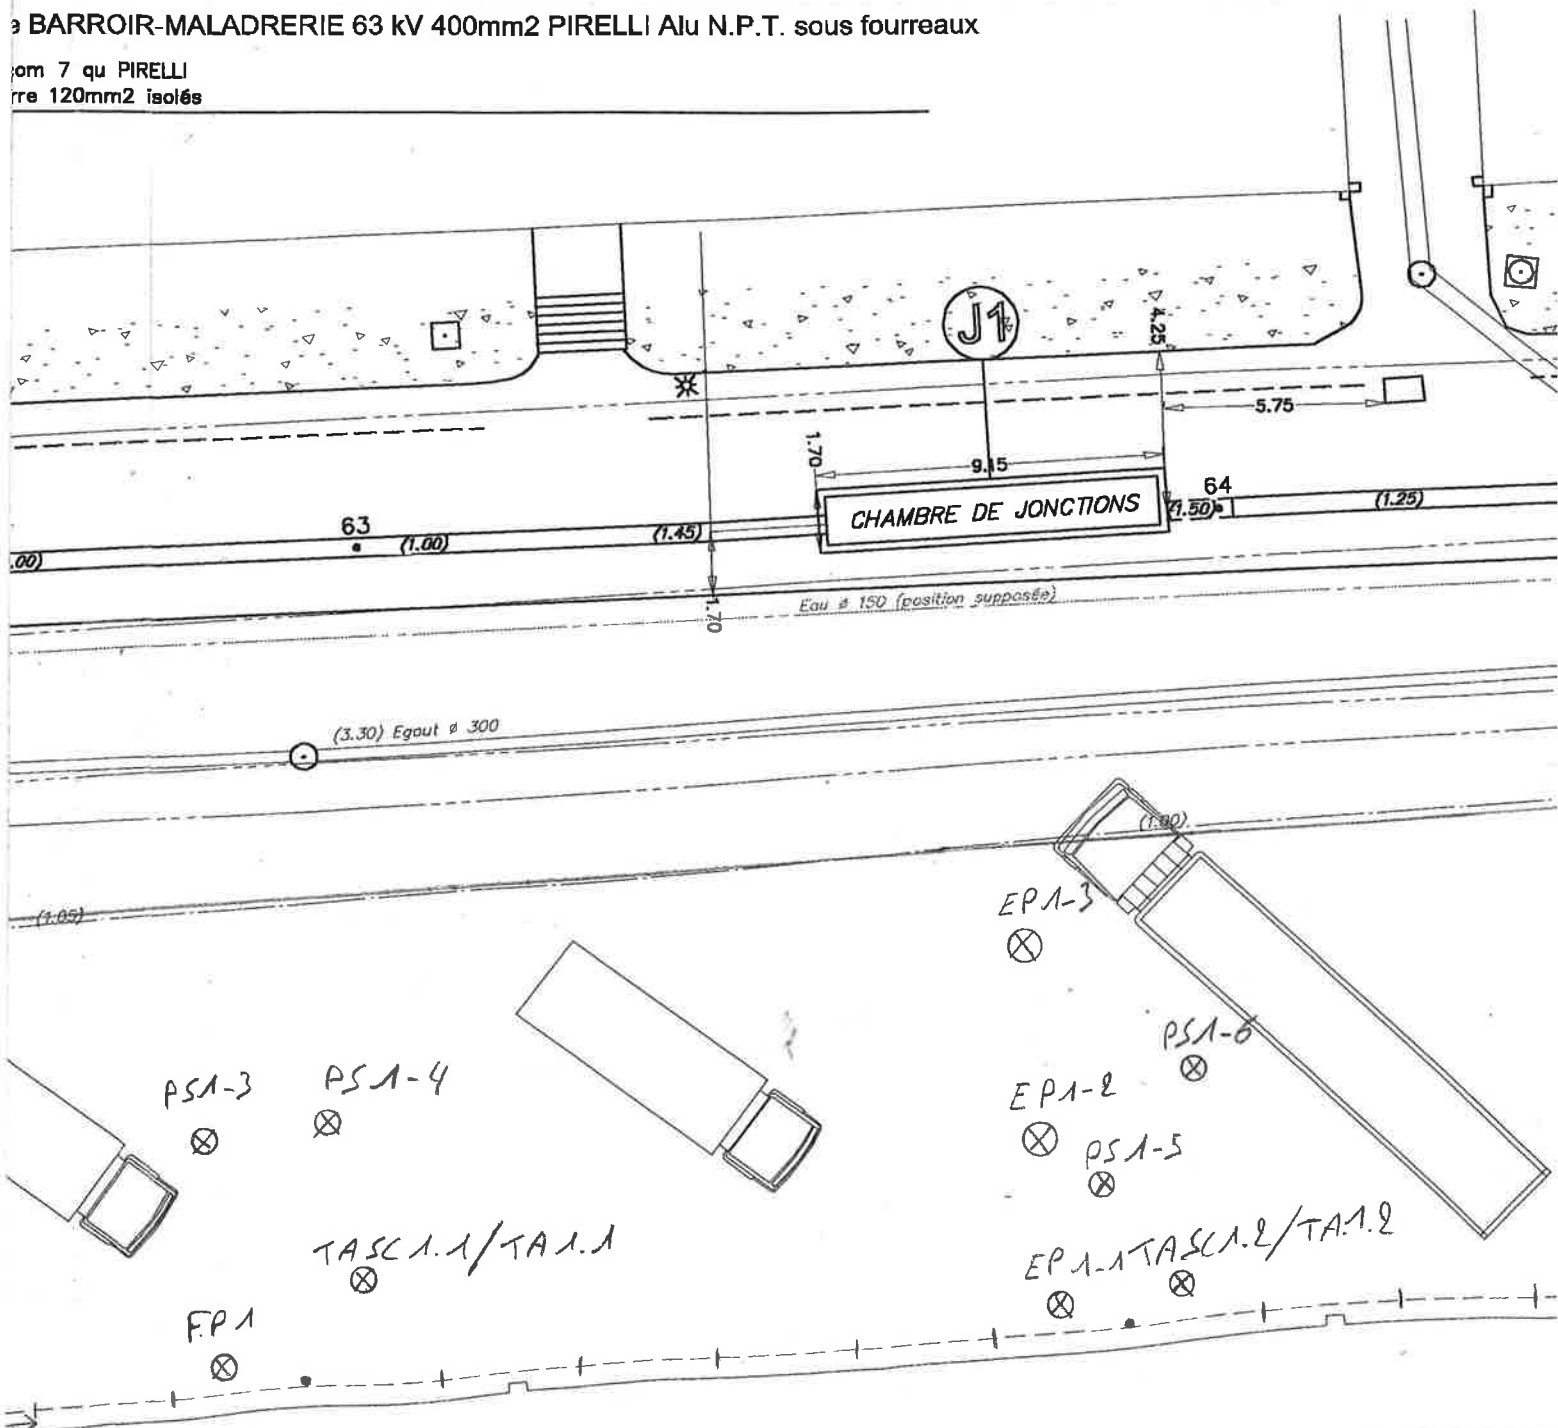 BARROIR-MALADRERIE 63 kV 400mm2 PIRELLI Alu N.P.T. sous fourreaux
om 7 qu PIRELLI
rre 120mm2 isolés
J1
4.25
5.75
1.70
9.15
CHAMBRE DE JONCTIONS
64
(1.50)
(1.25)
63
(1.00)
(1.45)
.00)
1.70
Eau ø 150 (position supposée)
(3.30) Egout ø 300
(1.00)
(1.05)
EP1-3
PS1-6
PS1-3
PS1-4
EP1-2
PS1-5
TASC1.1/TA1.1
EP1-1
TASC1.2/TA1.2
F.P1